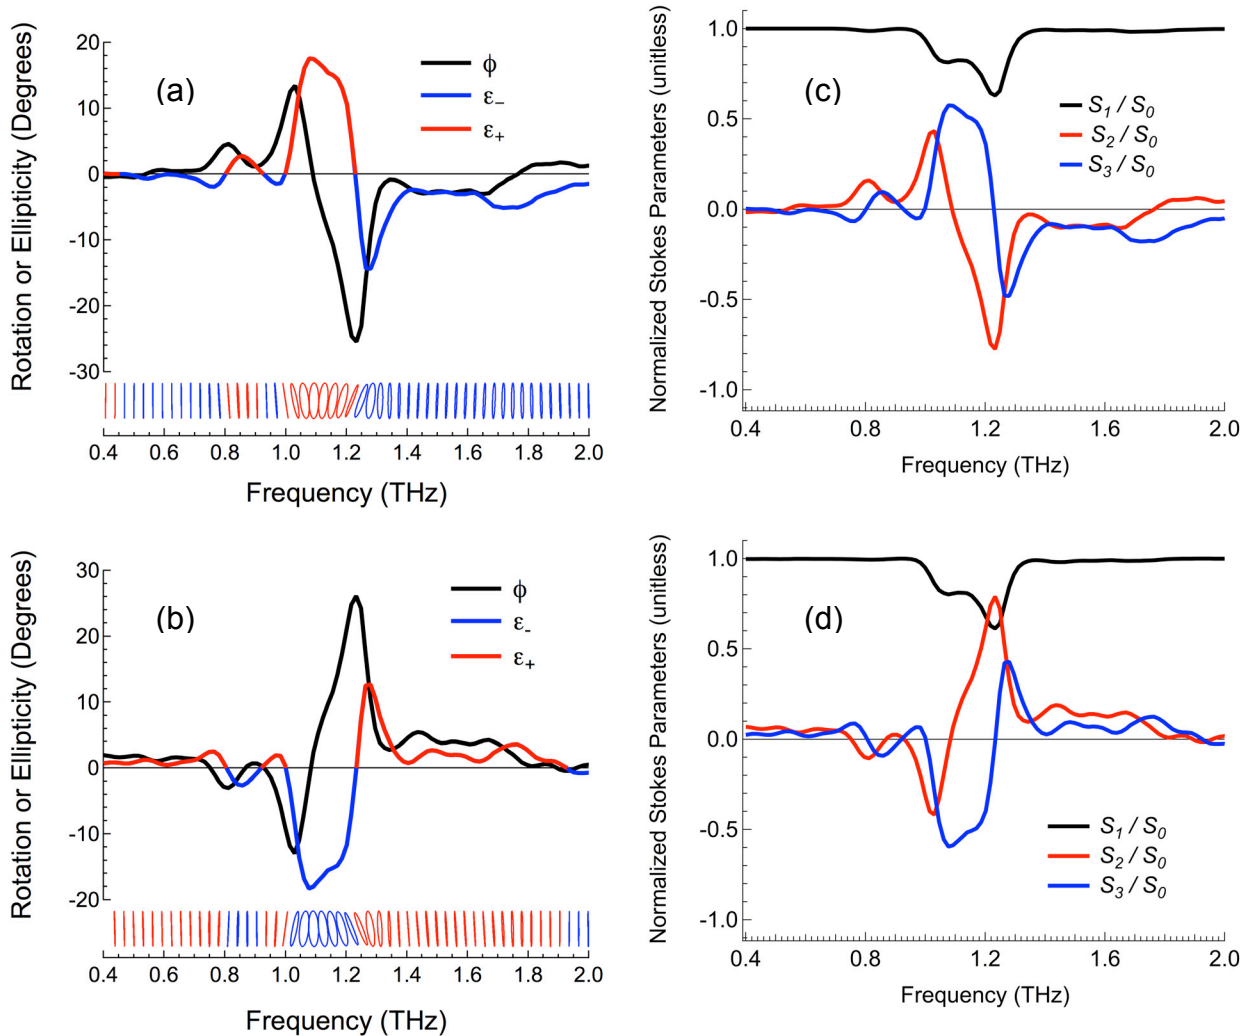 Rotation or Ellipticity (Degrees)
20
10
0
-10
-20
-30
(a)
ϕ
ε₋
ε₊
0.4 0.8 1.0 1.2 1.4 1.6 1.8 2.0
Frequency (THz)
Normalized Stokes Parameters (unitless)
1.0
0.5
0.0
-0.5
-1.0
(c)
S₁ / S₀
S₂ / S₀
S₃ / S₀
0.4 0.8 1.2 1.6 2.0
Frequency (THz)
Rotation or Ellipticity (Degrees)
30
20
10
0
-10
-20
(b)
ϕ
ε₋
ε₊
0.4 0.6 0.8 1.0 1.2 1.4 1.6 1.8 2.0
Frequency (THz)
Normalized Stokes Parameters (unitless)
1.0
0.5
0.0
-0.5
-1.0
(d)
S₁ / S₀
S₂ / S₀
S₃ / S₀
0.4 0.8 1.2 1.6 2.0
Frequency (THz)